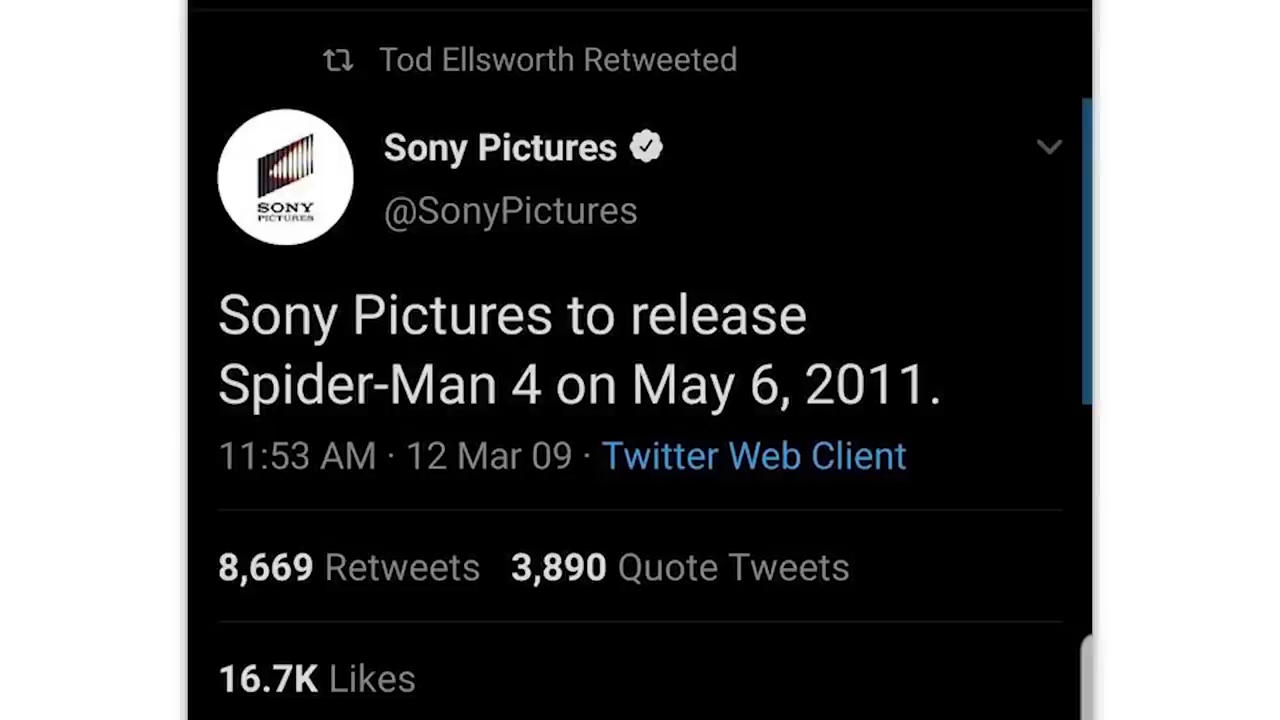 Tod Ellsworth Retweeted
Sony Pictures
@SonyPictures
SONY
PICTURES
Sony Pictures to release
Spider-Man 4 on May 6, 2011.
11:53 AM · 12 Mar 09 · Twitter Web Client
8,669 Retweets 3,890 Quote Tweets
16.7K Likes